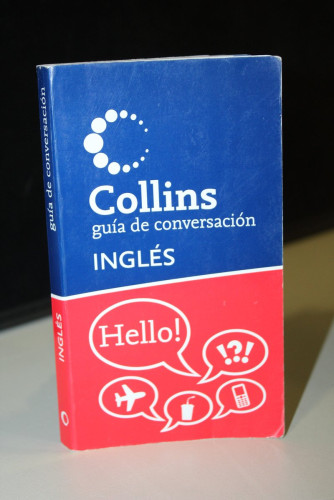 guía de conversación
INGLÉS
Collins
guía de conversación
INGLÉS
Hello!
!?!